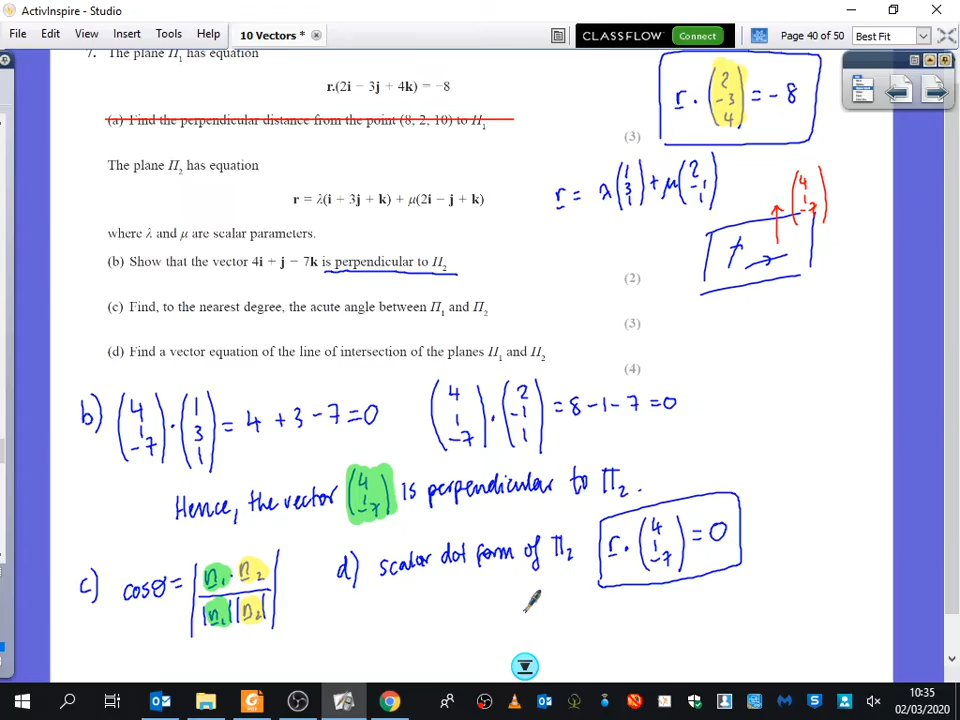 ActivInspire - Studio
File Edit View Insert Tools Help 10 Vectors * CLASSFLOW Connect Page 40 of 50 Best Fit
7. The plane Π₁ has equation
r.(2i − 3j + 4k) = −8
(a) Find the perpendicular distance from the point (8, 2, 10) to Π₁
(3)
The plane Π₂ has equation
r = λ(i + 3j + k) + μ(2i − j + k)
where λ and μ are scalar parameters.
(b) Show that the vector 4i + j − 7k is perpendicular to Π₂
(2)
(c) Find, to the nearest degree, the acute angle between Π₁ and Π₂
(3)
(d) Find a vector equation of the line of intersection of the planes Π₁ and Π₂
(4)
r . (2 -3 4) = -8
r = λ (1 3 1) + μ (2 -1 1)
(4 1 -7)
b) (4 1 -7) . (1 3 1) = 4 + 3 - 7 = 0
(4 1 -7) . (2 -1 1) = 8 - 1 - 7 = 0
Hence, the vector (4 1 -7) is perpendicular to Π₂.
c) cosθ = | n₁ . n₂ / |n₁| |n₂| |
d) scalar dot form of Π₂ r . (4 1 -7) = 0
10:35
02/03/2020